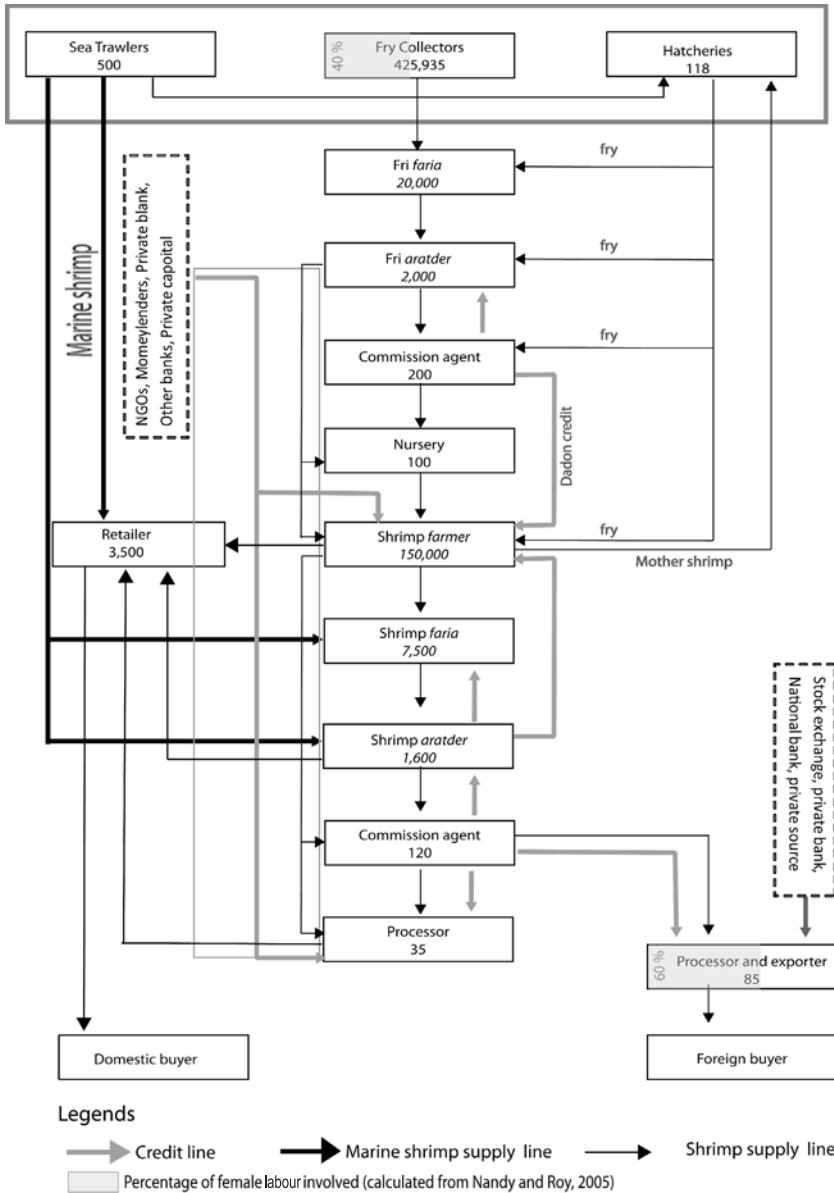 Sea Trawlers
500
40 %
Fry Collectors
425,935
Hatcheries
118
Fri faria
20,000
fry
Fri aratder
2,000
fry
Marine shrimp
NGOs, Momeylenders, Private blank,
Other banks, Private capoital
Commission agent
200
fry
Dadon credit
Nursery
100
Retailer
3,500
Shrimp farmer
150,000
fry
Mother shrimp
Shrimp faria
7,500
Shrimp aratder
1,600
Stock exchange, private bank,
National bank, private source
Commission agent
120
Processor
35
60 %
Processor and exporter
85
Domestic buyer
Foreign buyer
Legends
Credit line
Marine shrimp supply line
Shrimp supply line
Percentage of female labour involved (calculated from Nandy and Roy, 2005)